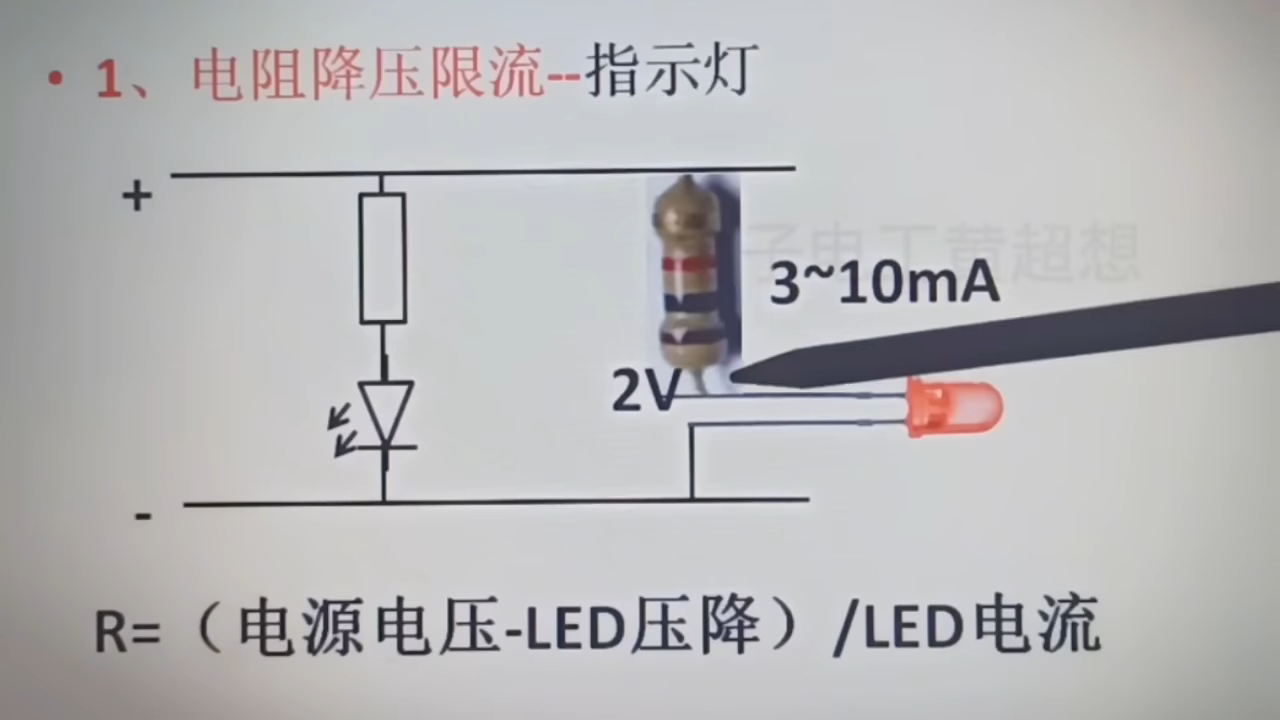 • 1、电阻降压限流--指示灯
+
子电工黄超想
3~10mA
2V
-
R=（电源电压-LED压降）/LED电流